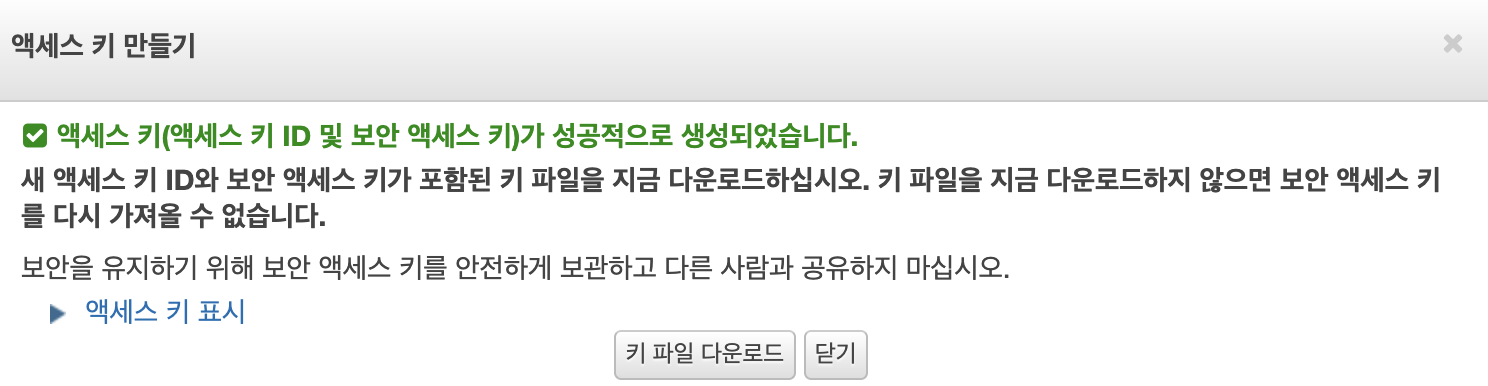 액세스 키 만들기
액세스 키(액세스 키 ID 및 보안 액세스 키)가 성공적으로 생성되었습니다.
새 액세스 키 ID와 보안 액세스 키가 포함된 키 파일을 지금 다운로드하십시오. 키 파일을 지금 다운로드하지 않으면 보안 액세스 키
를 다시 가져올 수 없습니다.
보안을 유지하기 위해 보안 액세스 키를 안전하게 보관하고 다른 사람과 공유하지 마십시오.
액세스 키 표시
키 파일 다운로드 닫기